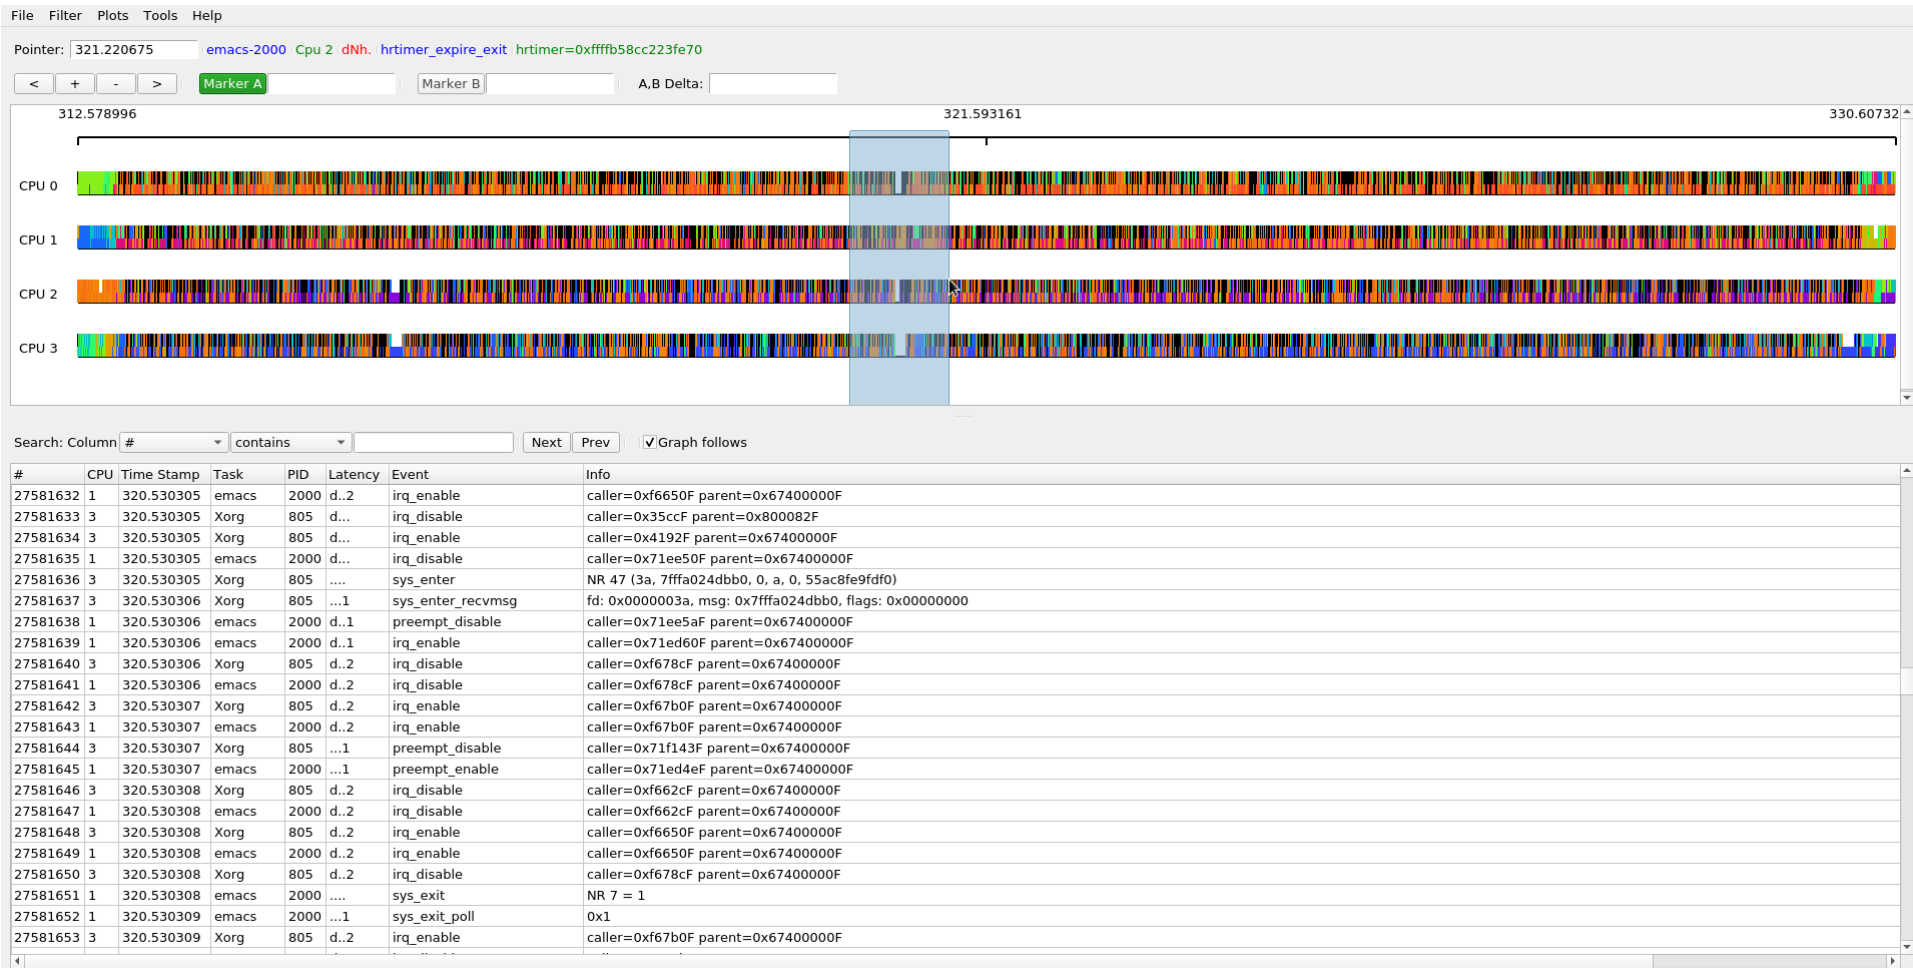 File Filter Plots Tools Help
Pointer: 321.220675 emacs-2000 Cpu 2 dNh. hrtimer_expire_exit hrtimer=0xffffb58cc223fe70
< + - > Marker A Marker B A,B Delta:
312.578996 321.593161 330.60732
CPU 0
CPU 1
CPU 2
CPU 3
Search: Column # contains Next Prev Graph follows
# CPU Time Stamp Task PID Latency Event Info
27581632 1 320.530305 emacs 2000 d..2 irq_enable caller=0xf6650F parent=0x67400000F
27581633 3 320.530305 Xorg 805 d... irq_disable caller=0x35ccF parent=0x800082F
27581634 3 320.530305 Xorg 805 d... irq_enable caller=0x4192F parent=0x67400000F
27581635 1 320.530305 emacs 2000 d... irq_disable caller=0x71ee50F parent=0x67400000F
27581636 3 320.530305 Xorg 805 .... sys_enter NR 47 (3a, 7fffa024dbb0, 0, a, 0, 55ac8fe9fdf0)
27581637 3 320.530306 Xorg 805 ...1 sys_enter_recvmsg fd: 0x0000003a, msg: 0x7fffa024dbb0, flags: 0x00000000
27581638 1 320.530306 emacs 2000 d..1 preempt_disable caller=0x71ee5aF parent=0x67400000F
27581639 1 320.530306 emacs 2000 d..1 irq_enable caller=0x71ed60F parent=0x67400000F
27581640 3 320.530306 Xorg 805 d..2 irq_disable caller=0xf678cF parent=0x67400000F
27581641 1 320.530306 emacs 2000 d..2 irq_disable caller=0xf678cF parent=0x67400000F
27581642 3 320.530307 Xorg 805 d..2 irq_enable caller=0xf67b0F parent=0x67400000F
27581643 1 320.530307 emacs 2000 d..2 irq_enable caller=0xf67b0F parent=0x67400000F
27581644 3 320.530307 Xorg 805 ...1 preempt_disable caller=0x71f143F parent=0x67400000F
27581645 1 320.530307 emacs 2000 ...1 preempt_enable caller=0x71ed4eF parent=0x67400000F
27581646 3 320.530308 Xorg 805 d..2 irq_disable caller=0xf662cF parent=0x67400000F
27581647 1 320.530308 emacs 2000 d..2 irq_disable caller=0xf662cF parent=0x67400000F
27581648 3 320.530308 Xorg 805 d..2 irq_enable caller=0xf6650F parent=0x67400000F
27581649 1 320.530308 emacs 2000 d..2 irq_enable caller=0xf6650F parent=0x67400000F
27581650 3 320.530308 Xorg 805 d..2 irq_disable caller=0xf678cF parent=0x67400000F
27581651 1 320.530308 emacs 2000 .... sys_exit NR 7 = 1
27581652 1 320.530309 emacs 2000 ...1 sys_exit_poll 0x1
27581653 3 320.530309 Xorg 805 d..2 irq_enable caller=0xf67b0F parent=0x67400000F